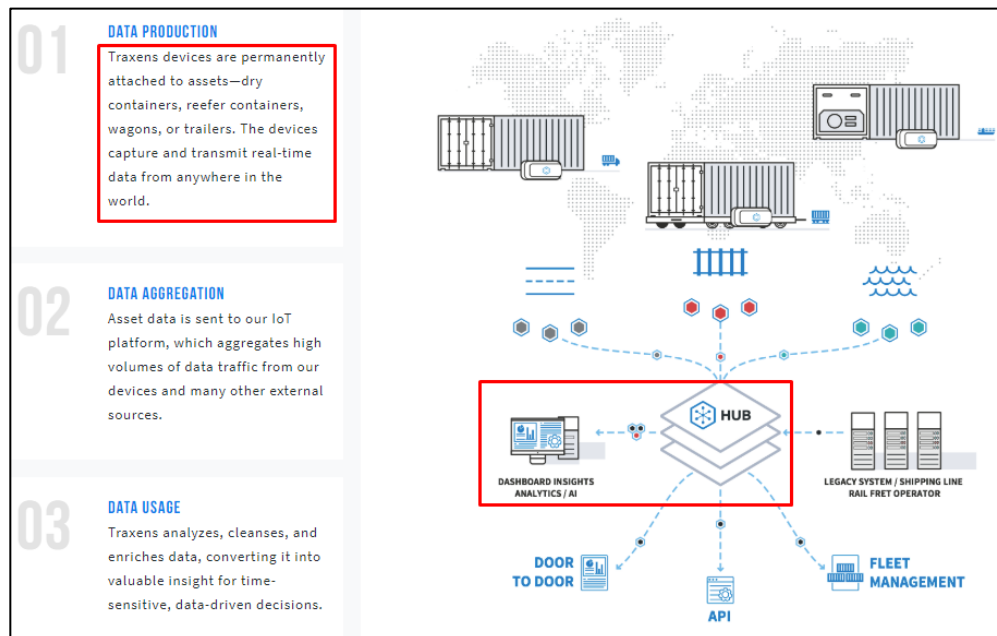 01
DATA PRODUCTION
Traxens devices are permanently
attached to assets—dry
containers, reefer containers,
wagons, or trailers. The devices
capture and transmit real-time
data from anywhere in the
world.
02
DATA AGGREGATION
Asset data is sent to our IoT
platform, which aggregates high
volumes of data traffic from our
devices and many other external
sources.
03
DATA USAGE
Traxens analyzes, cleanses, and
enriches data, converting it into
valuable insight for time-
sensitive, data-driven decisions.
HUB
DASHBOARD INSIGHTS
ANALYTICS / AI
LEGACY SYSTEM / SHIPPING LINE
RAIL FRET OPERATOR
DOOR
TO DOOR
API
FLEET
MANAGEMENT